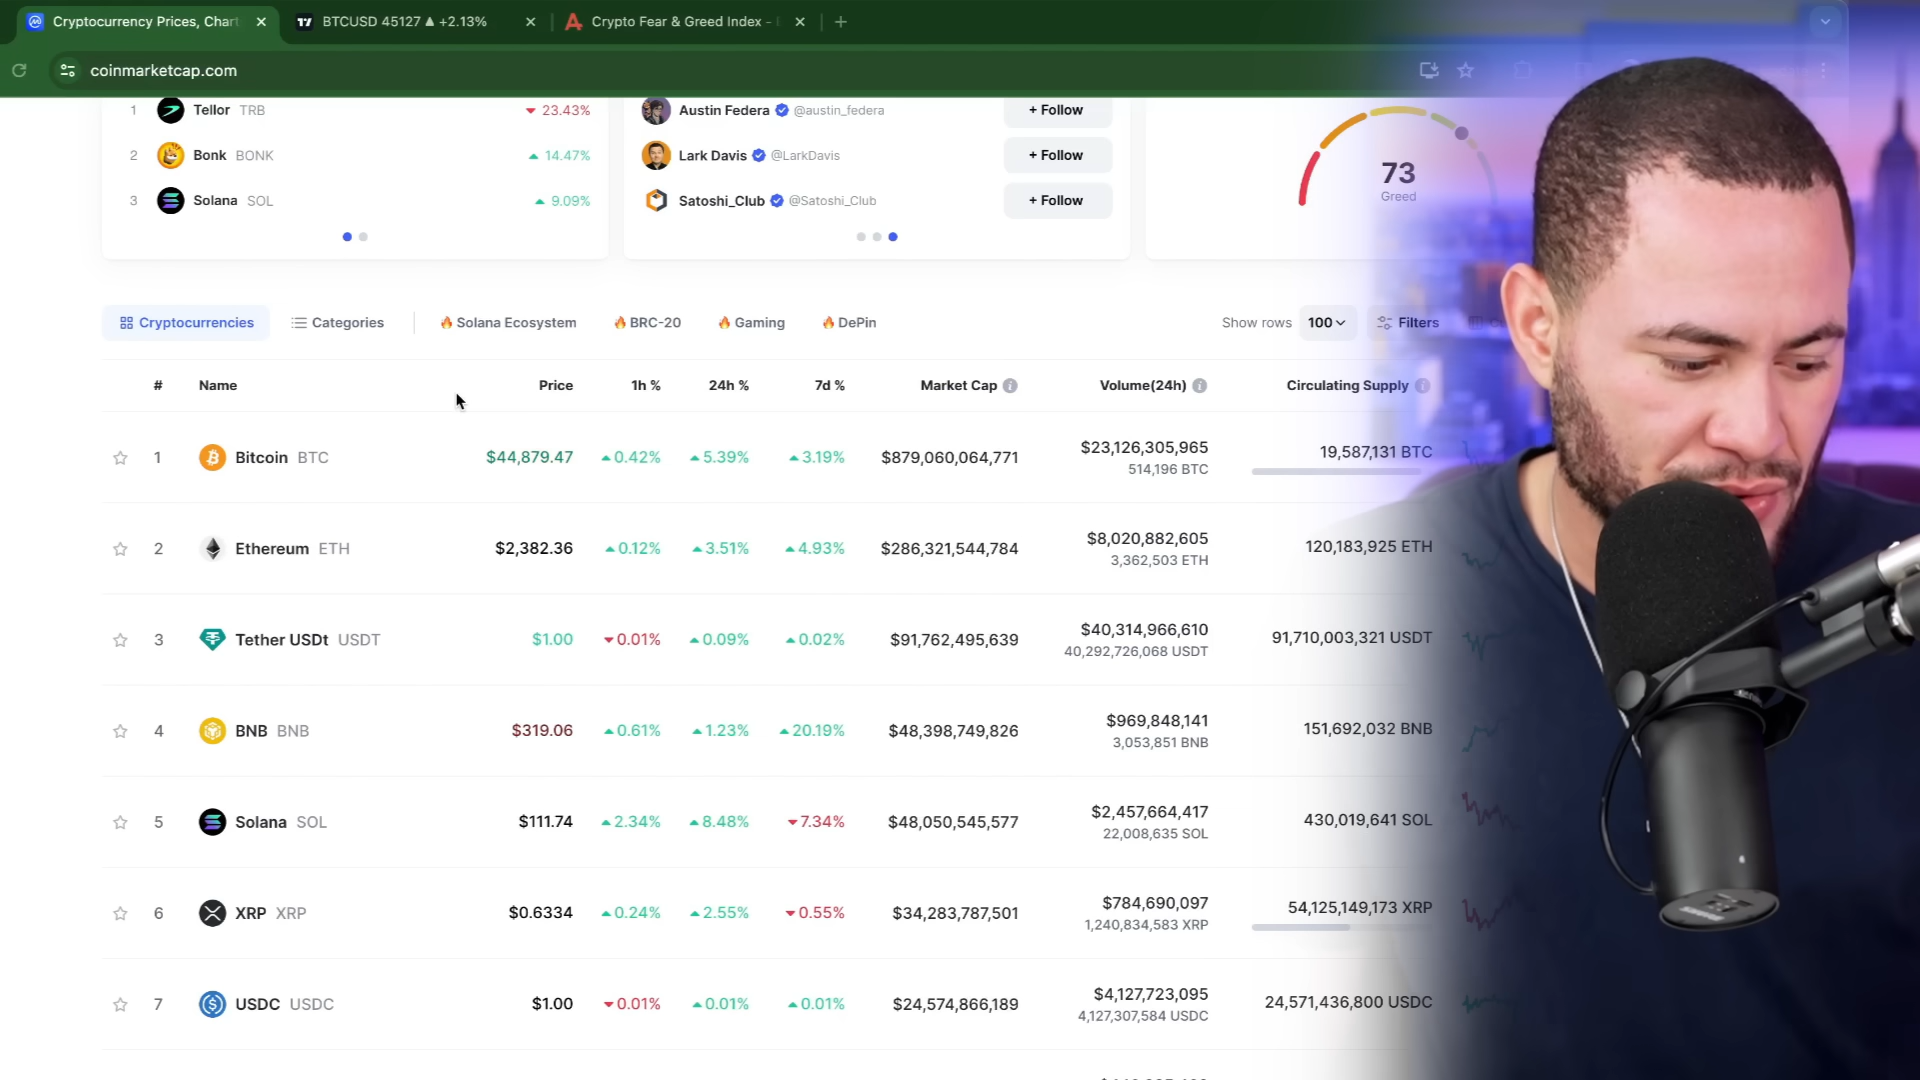 Cryptocurrency Prices, Chart
BTCUSD 45127 ▲ +2.13%
Crypto Fear & Greed Index -
coinmarketcap.com
1 Tellor TRB ▼ 23.43%
2 Bonk BONK ▲ 14.47%
3 Solana SOL ▲ 9.09%
Austin Federa @austin_federa + Follow
Lark Davis @LarkDavis + Follow
Satoshi_Club @Satoshi_Club + Follow
73
Greed
Cryptocurrencies Categories 🔥 Solana Ecosystem 🔥 BRC-20 🔥 Gaming 🔥 DePin Show rows 100 Filters
# Name Price 1h % 24h % 7d % Market Cap Volume(24h) Circulating Supply
1 Bitcoin BTC $44,879.47 ▲ 0.42% ▲ 5.39% ▲ 3.19% $879,060,064,771 $23,126,305,965 19,587,131 BTC
514,196 BTC
2 Ethereum ETH $2,382.36 ▲ 0.12% ▲ 3.51% ▲ 4.93% $286,321,544,784 $8,020,882,605 120,183,925 ETH
3,362,503 ETH
3 Tether USDt USDT $1.00 ▼ 0.01% ▲ 0.09% ▲ 0.02% $91,762,495,639 $40,314,966,610 91,710,003,321 USDT
40,292,726,068 USDT
4 BNB BNB $319.06 ▲ 0.61% ▲ 1.23% ▲ 20.19% $48,398,749,826 $969,848,141 151,692,032 BNB
3,053,851 BNB
5 Solana SOL $111.74 ▲ 2.34% ▲ 8.48% ▼ 7.34% $48,050,545,577 $2,457,664,417 430,019,641 SOL
22,008,635 SOL
6 XRP XRP $0.6334 ▲ 0.24% ▲ 2.55% ▼ 0.55% $34,283,787,501 $784,690,097 54,125,149,173 XRP
1,240,834,583 XRP
7 USDC USDC $1.00 ▼ 0.01% ▲ 0.01% ▲ 0.01% $24,574,866,189 $4,127,723,095 24,571,436,800 USDC
4,127,307,584 USDC